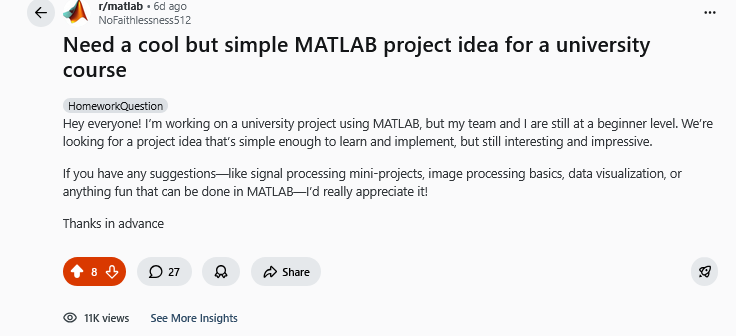 r/matlab • 6d ago
NoFaithlessness512
Need a cool but simple MATLAB project idea for a university
course
HomeworkQuestion
Hey everyone! I'm working on a university project using MATLAB, but my team and I are still at a beginner level. We're
looking for a project idea that's simple enough to learn and implement, but still interesting and impressive.
If you have any suggestions—like signal processing mini-projects, image processing basics, data visualization, or
anything fun that can be done in MATLAB—I'd really appreciate it!
Thanks in advance
8
27
Share
11K views
See More Insights